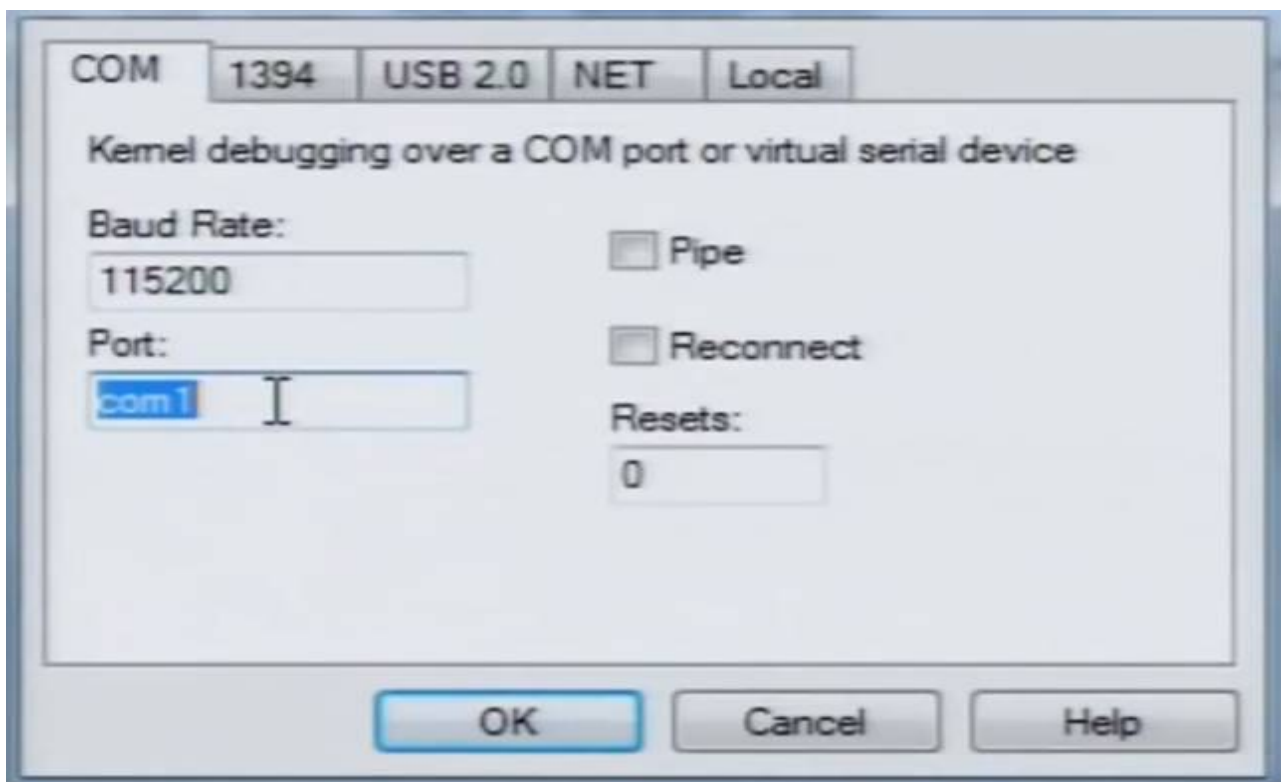 COM 1394 USB 2.0 NET Local
Kernel debugging over a COM port or virtual serial device
Baud Rate:
115200
Pipe
Port:
com1
Reconnect
Resets:
0
OK Cancel Help